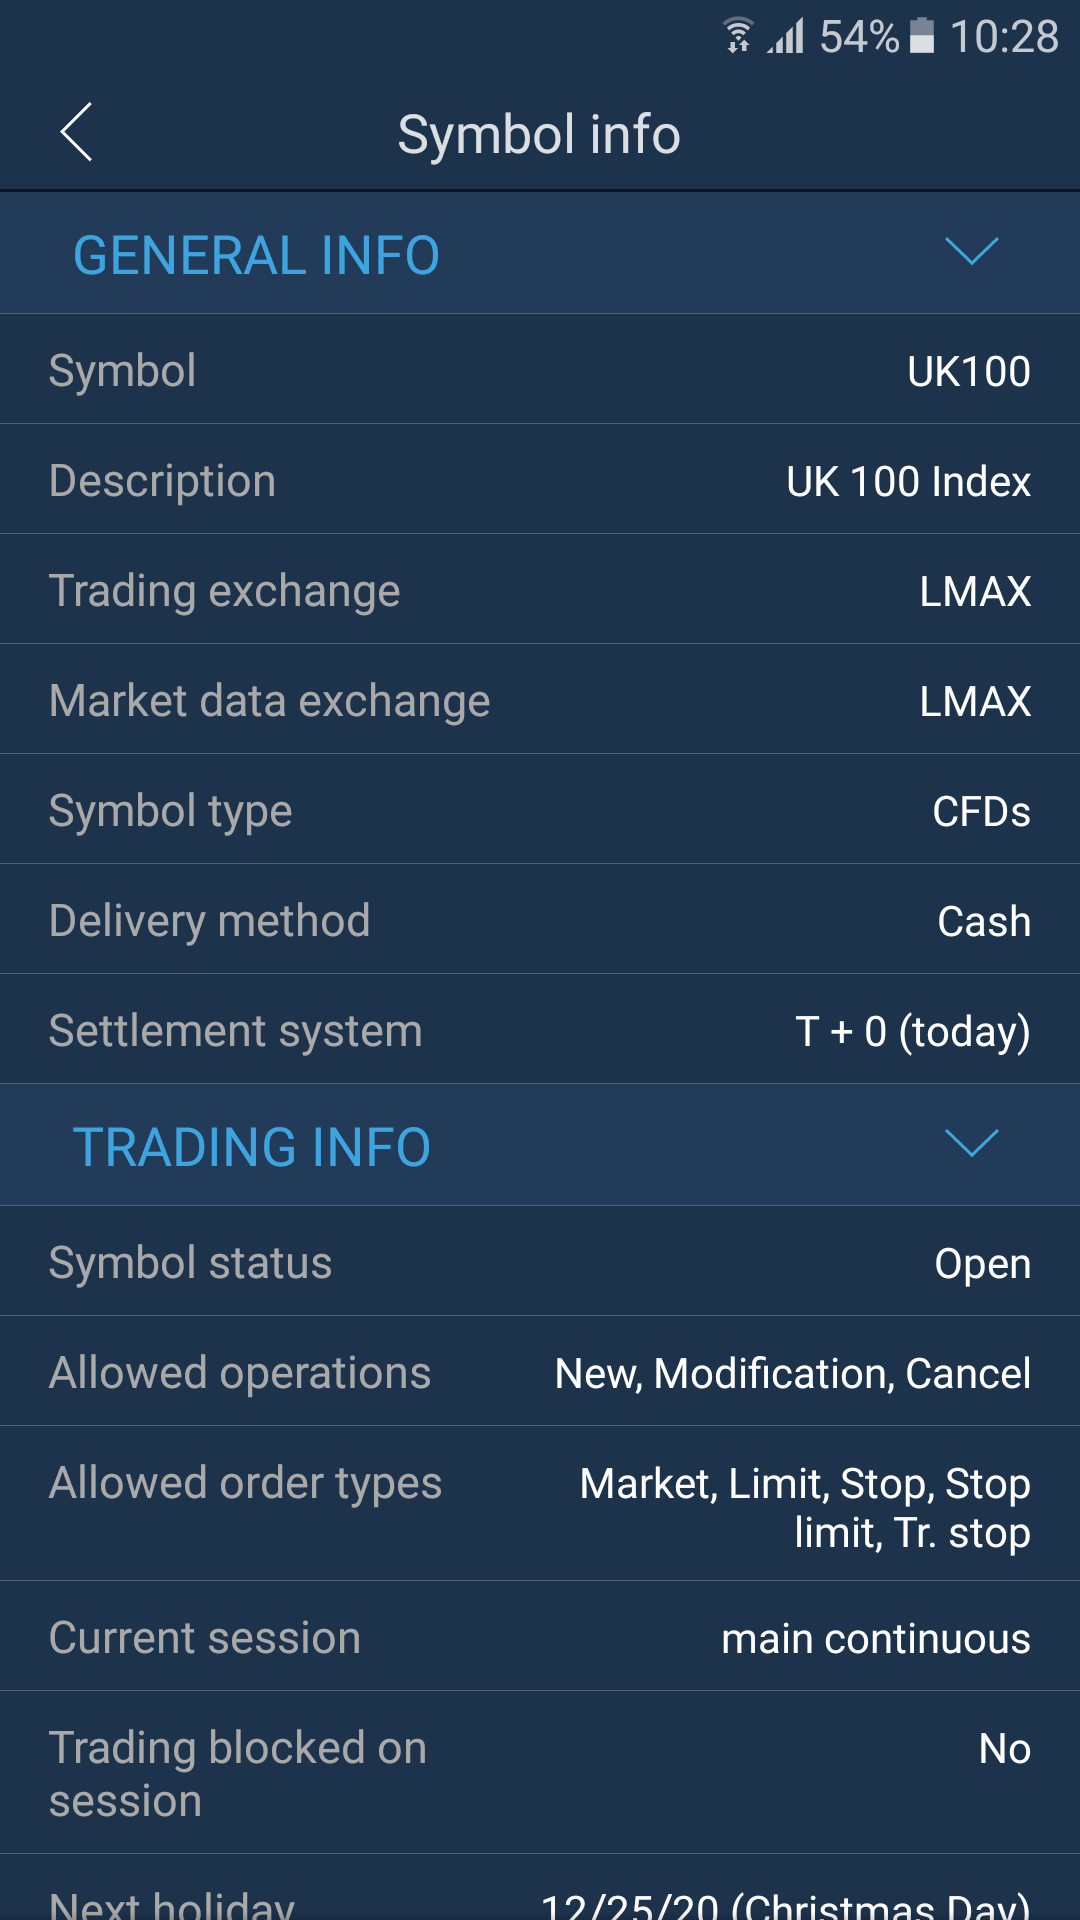 54% 10:28
Symbol info
GENERAL INFO
Symbol UK100
Description UK 100 Index
Trading exchange LMAX
Market data exchange LMAX
Symbol type CFDs
Delivery method Cash
Settlement system T + 0 (today)
TRADING INFO
Symbol status Open
Allowed operations New, Modification, Cancel
Allowed order types Market, Limit, Stop, Stop
limit, Tr. stop
Current session main continuous
Trading blocked on No
session
Next holiday 12/25/20 (Christmas Day)